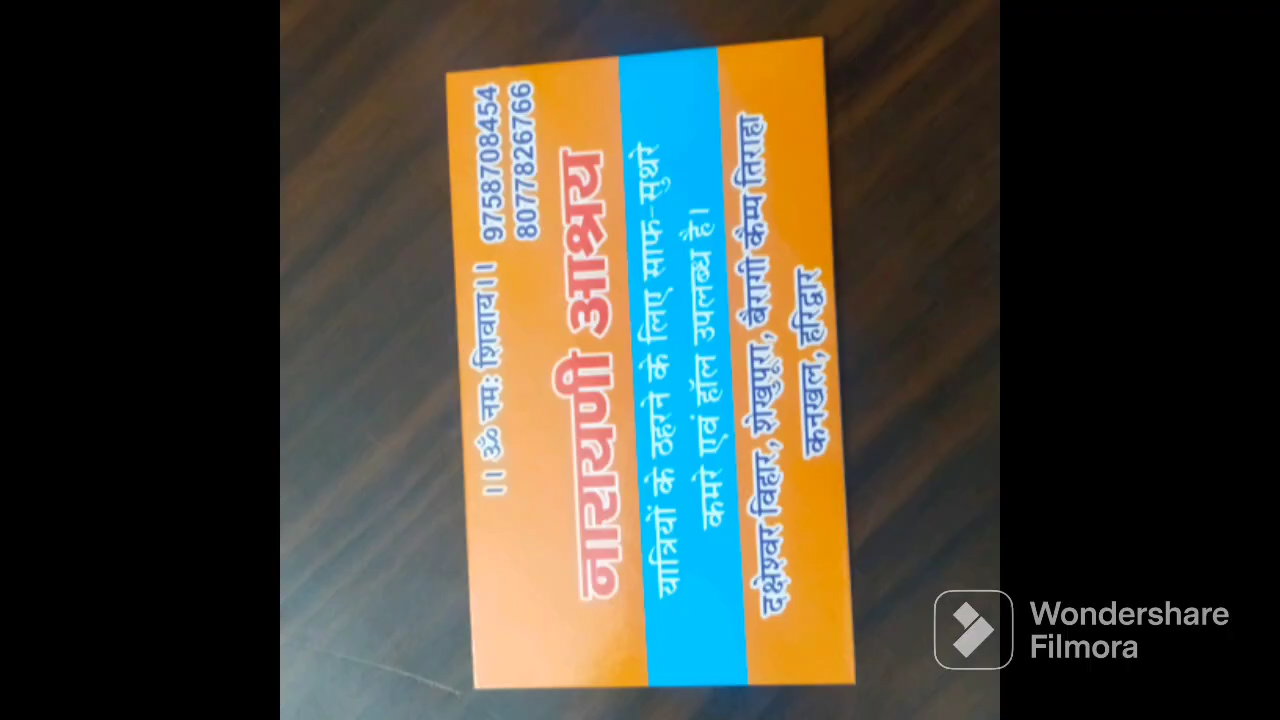 ।। ॐ नमः शिवाय।।
9758708454
8077826766
नारायणी आश्रय
यात्रियों के ठहरने के लिए साफ-सुथरे
कमरे एवं हॉल उपलब्ध हैं।
दक्षेश्वर विहार, शेखुपुरा, बैरागी कैम्प तिराहा
कनखल, हरिद्वार
Wondershare
Filmora